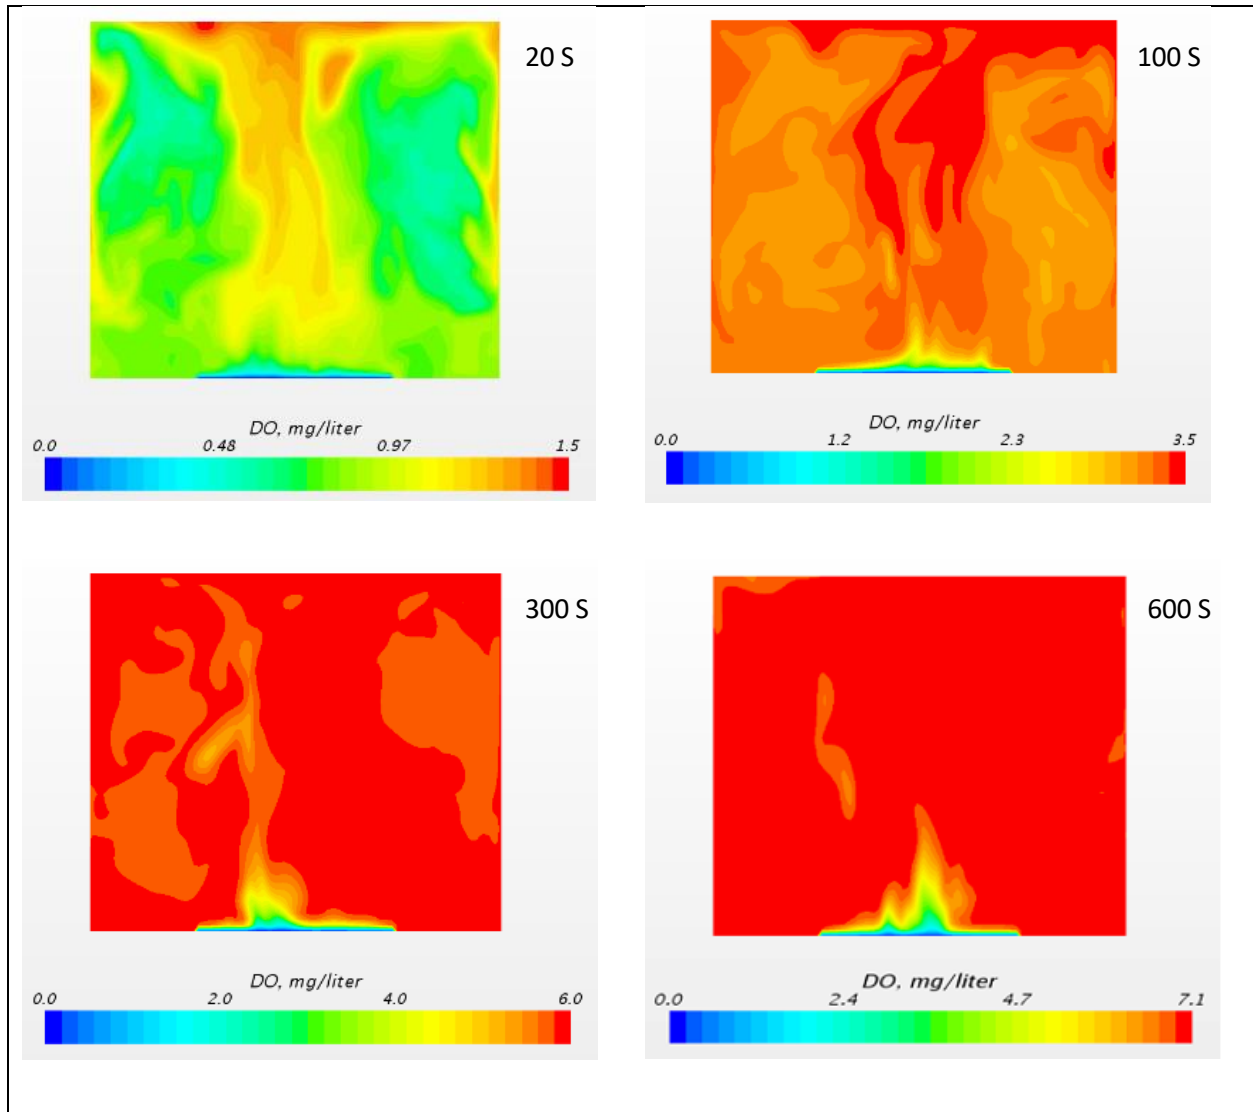 20 S
DO, mg/liter
0.0 0.48 0.97 1.5
100 S
DO, mg/liter
0.0 1.2 2.3 3.5
300 S
DO, mg/liter
0.0 2.0 4.0 6.0
600 S
DO, mg/liter
0.0 2.4 4.7 7.1